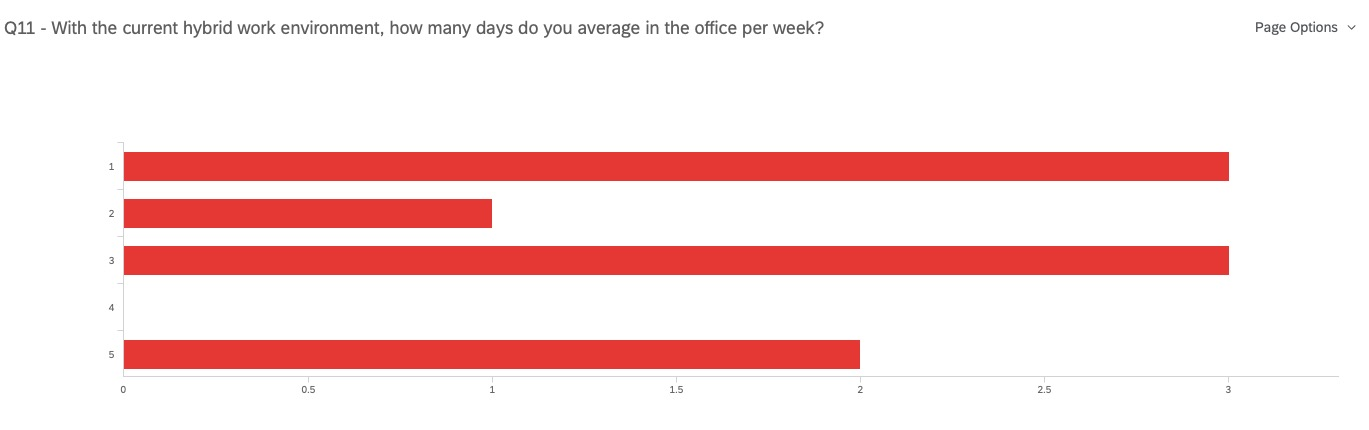 Q11 - With the current hybrid work environment, how many days do you average in the office per week?
Page Options
1
2
3
4
5
0 0.5 1 1.5 2 2.5 3